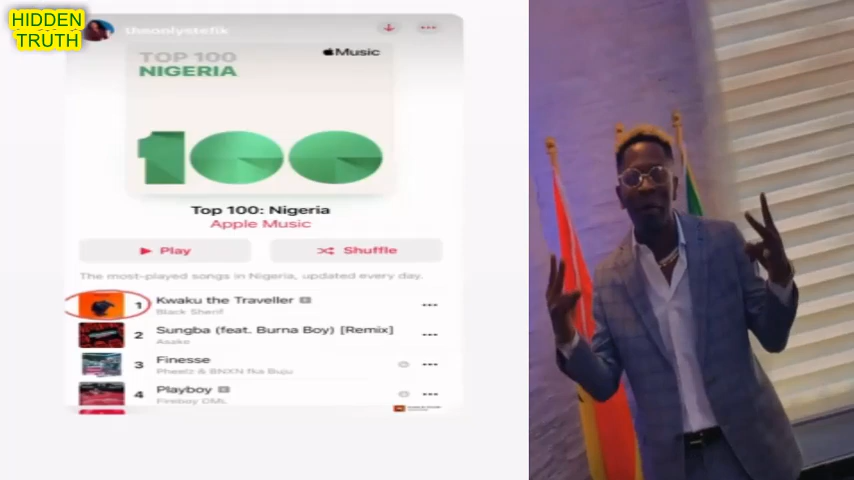 HIDDEN
TRUTH
thsonlystefik
TOP 100
NIGERIA
Music
100
Top 100: Nigeria
Apple Music
Play
Shuffle
The most-played songs in Nigeria, updated every day.
1 Kwaku the Traveller E
Black Sherif
2 Sungba (feat. Burna Boy) [Remix]
Asake
3 Finesse
Pheelz & BNXN fka Buju
4 Playboy E
Fireboy DML